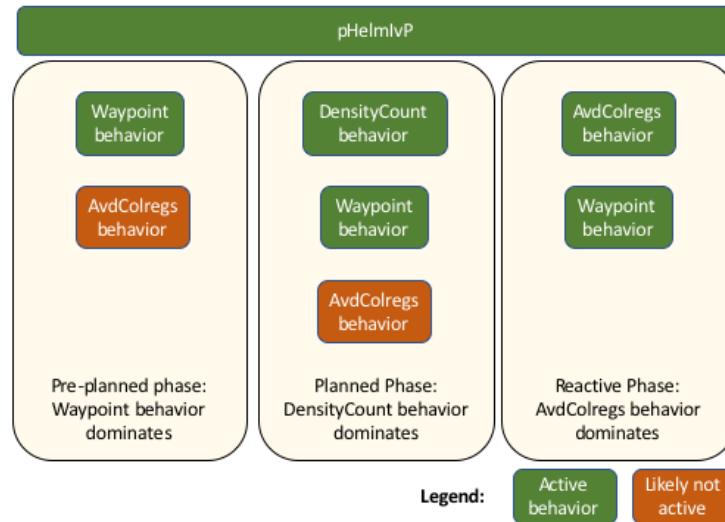 pHelmIvP
Waypoint
behavior
AvdColregs
behavior
Pre-planned phase:
Waypoint behavior
dominates
DensityCount
behavior
Waypoint
behavior
AvdColregs
behavior
Planned Phase:
DensityCount behavior
dominates
AvdColregs
behavior
Waypoint
behavior
Reactive Phase:
AvdColregs behavior
dominates
Legend:
Active
behavior
Likely not
active